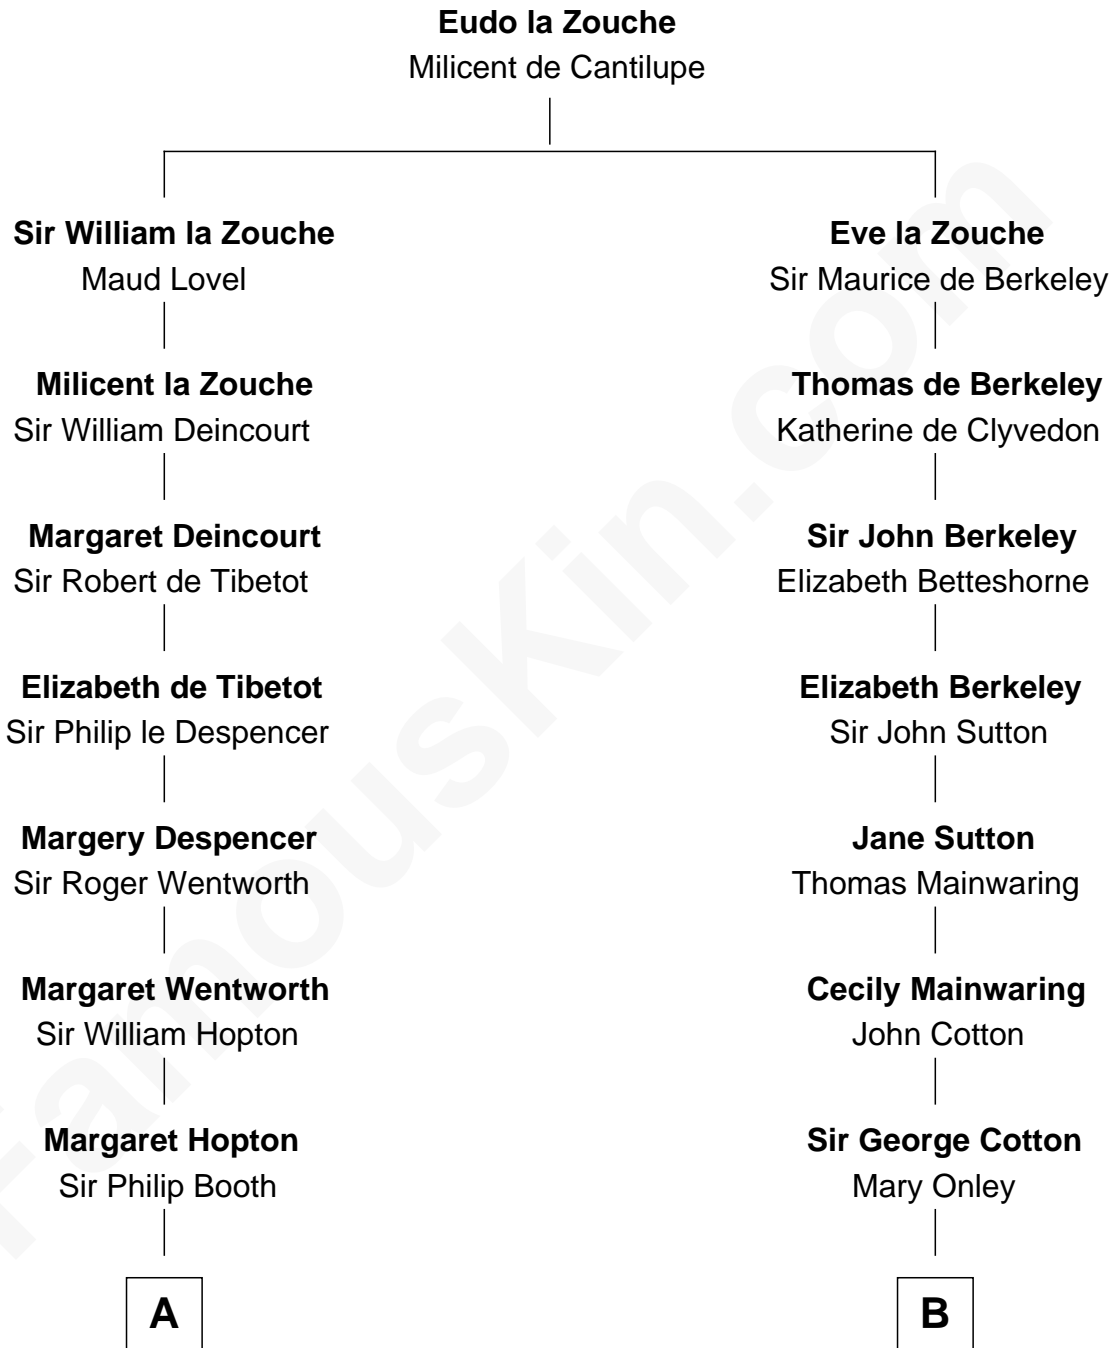 Eudo la Zouche
Milicent de Cantilupe
Sir William la Zouche
Maud Lovel
Eve la Zouche
Sir Maurice de Berkeley
Milicent la Zouche
Sir William Deincourt
Thomas de Berkeley
Katherine de Clyvedon
Margaret Deincourt
Sir Robert de Tibetot
Sir John Berkeley
Elizabeth Betteshorne
Elizabeth de Tibetot
Sir Philip le Despencer
Elizabeth Berkeley
Sir John Sutton
Margery Despencer
Sir Roger Wentworth
Jane Sutton
Thomas Mainwaring
Margaret Wentworth
Sir William Hopton
Cecily Mainwaring
John Cotton
Margaret Hopton
Sir Philip Booth
Sir George Cotton
Mary Onley
A
B
FamousKin.com